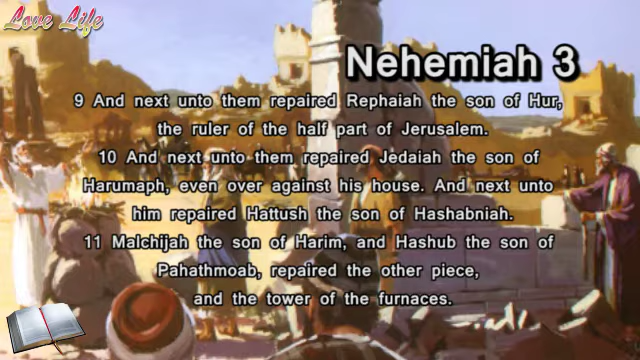 Love Life
Nehemiah 3
9 And next unto them repaired Rephaiah the son of Hur,
the ruler of the half part of Jerusalem.
10 And next unto them repaired Jedaiah the son of
Harumaph, even over against his house. And next unto
him repaired Hattush the son of Hashabniah.
11 Malchijah the son of Harim, and Hashub the son of
Pahathmoab, repaired the other piece,
and the tower of the furnaces.